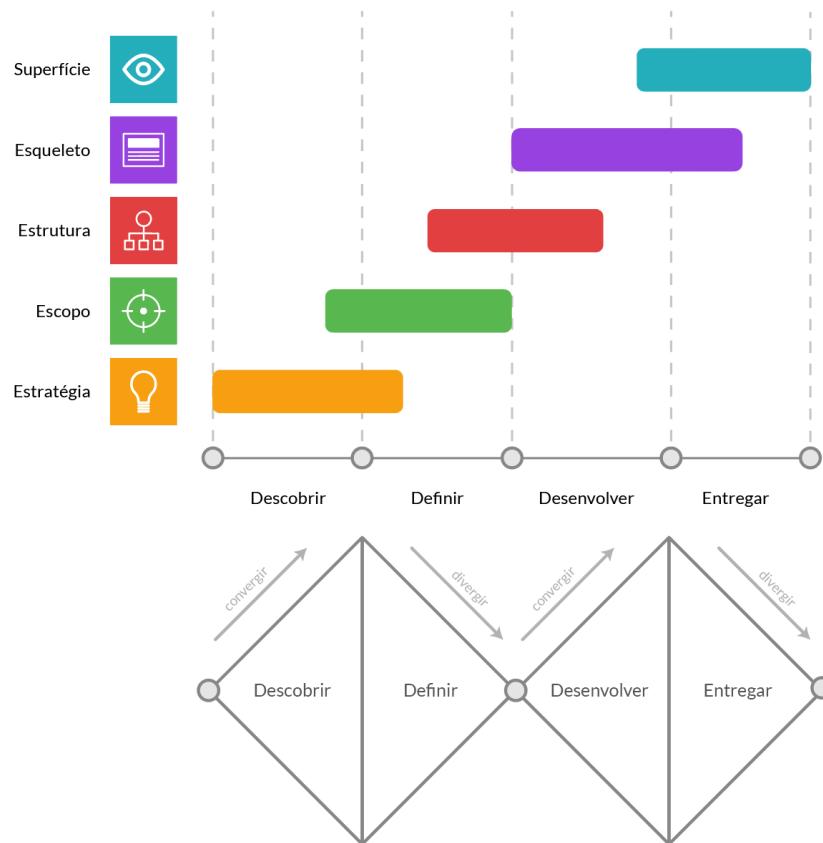 Superfície
Esqueleto
Estrutura
Escopo
Estratégia
Descobrir
Definir
Desenvolver
Entregar
convergir
divergir
convergir
divergir
Descobrir
Definir
Desenvolver
Entregar